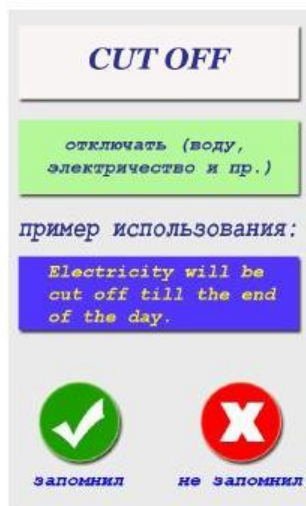 CUT OFF
отключать (воду,
электричество и пр.)
пример использования:
Electricity will be
cut off till the end
of the day.
запомнил
не запомнил